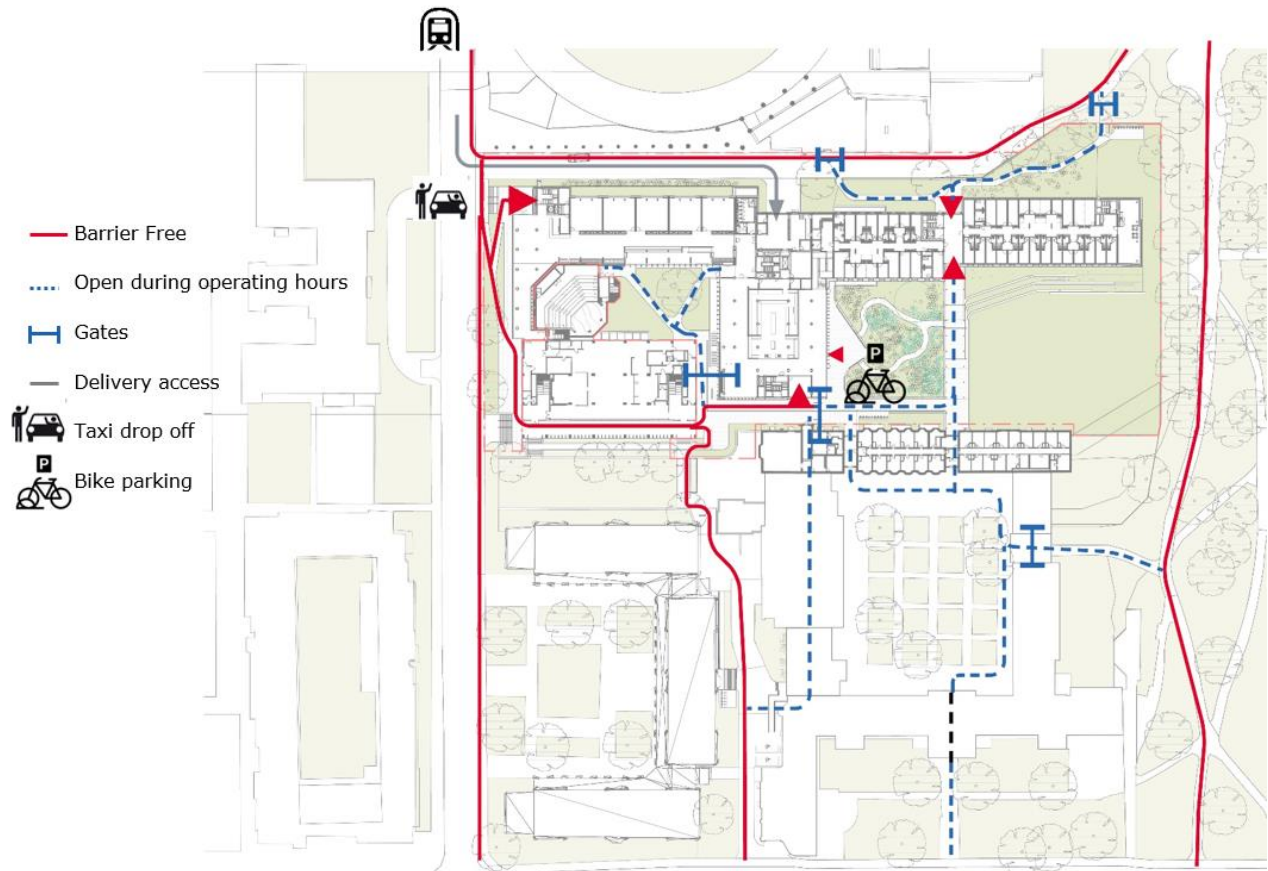 Barrier Free
Open during operating hours
Gates
Delivery access
Taxi drop off
P
Bike parking
P